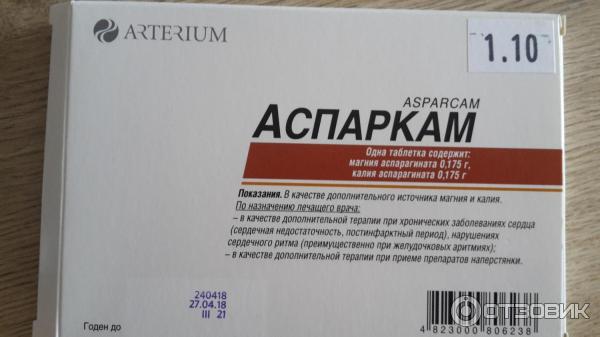 ARTERIUM
1.10
ASPARCAM
АСПАРКАМ
Одна таблетка содержит:
магния аспарагината 0,175 г,
калия аспарагината 0,175 г
Показания. В качестве дополнительного источника магния и калия.
По назначению лечащего врача:
– в качестве дополнительной терапии при хронических заболеваниях сердца
(сердечная недостаточность, постинфарктный период), нарушениях
сердечного ритма (преимущественно при желудочковых аритмиях);
– в качестве дополнительной терапии при приеме препаратов наперстянки.
240418
27.04.18
III 21
Годен до
4 823000 806238
ОТЗОВИК